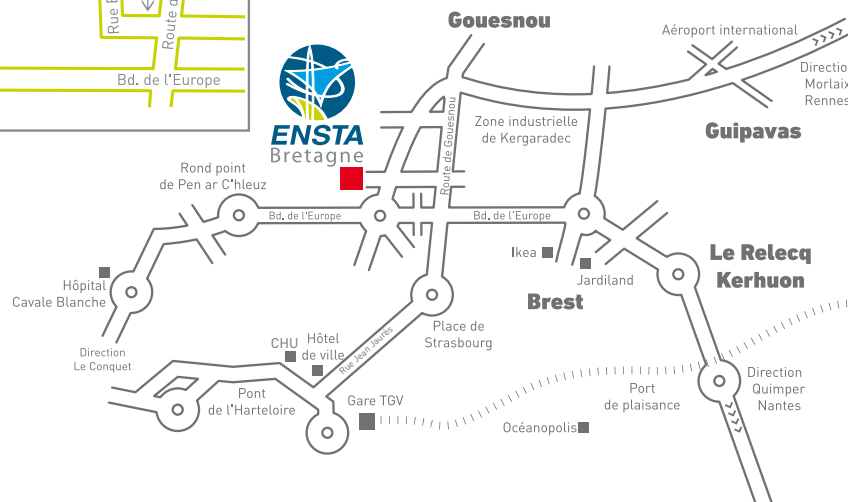 Rue
Route d
Bd. de l'Europe
Gouesnou
Aéroport international
Direction
Morlaix
Rennes
ENSTA
Bretagne
Zone industrielle
de Kergaradec
Guipavas
Route de Gouesnou
Rond point
de Pen ar C'hleuz
Bd. de l'Europe
Bd. de l'Europe
Ikea
Jardiland
Le Relecq
Kerhuon
Hôpital
Cavale Blanche
Brest
Place de
Strasbourg
Direction
Le Conquet
CHU
Hôtel
de ville
Rue Jean Jaurès
Pont
de l'Harteloire
Gare TGV
Port
de plaisance
Direction
Quimper
Nantes
Océanopolis